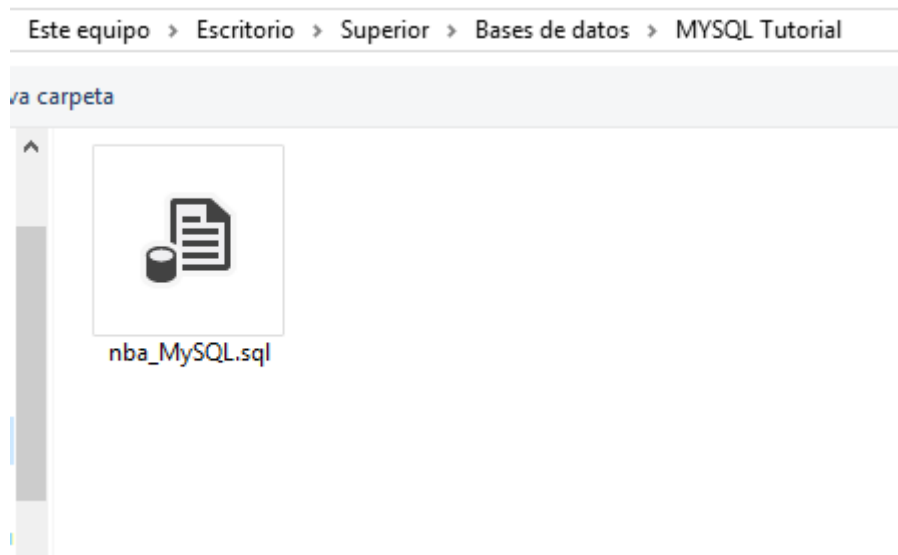 Este equipo > Escritorio > Superior > Bases de datos > MYSQL Tutorial
va carpeta
nba_MySQL.sql